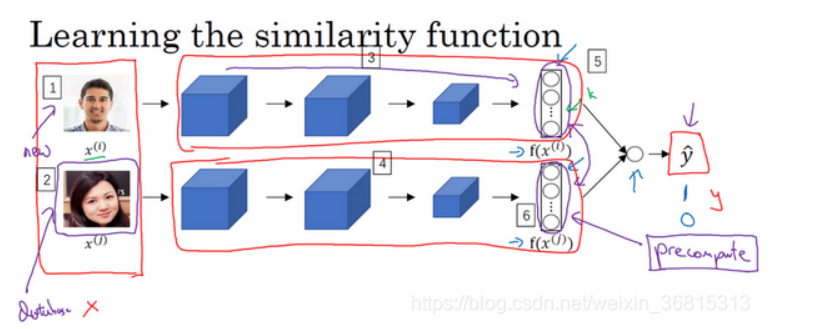 Learning the similarity function
1
3
5
k
new
x^(i)
f(x^(i))
ŷ
2
4
1
y
0
6
x^(j)
f(x^(j))
precompute
Database X
https://blog.csdn.net/weixin_36815313